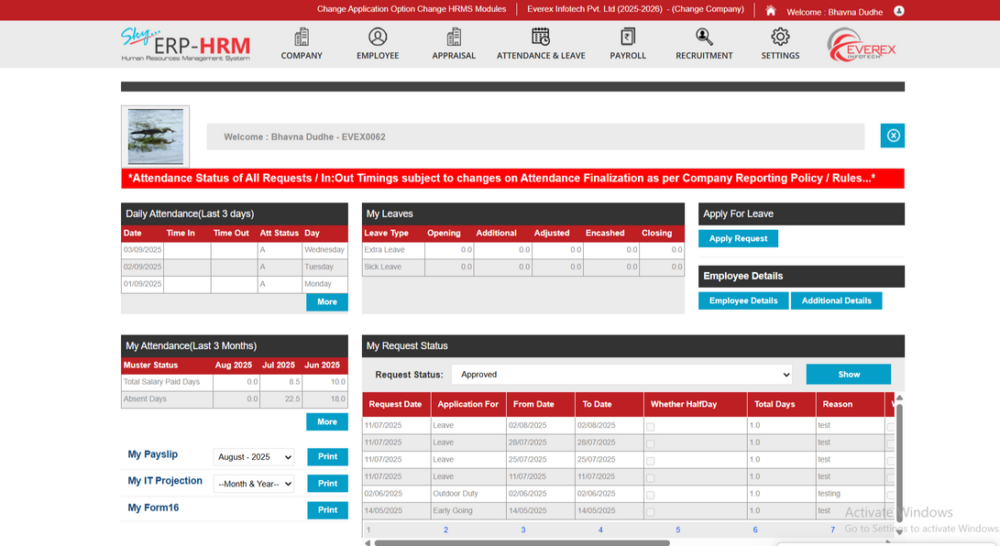 Change Application Option Change HRMS Modules Everex Infotech Pvt. Ltd (2025-2026) - (Change Company) Welcome : Bhavna Dudhe
Sky...
ERP-HRM
Human Resources Management System
COMPANY EMPLOYEE APPRAISAL ATTENDANCE & LEAVE PAYROLL RECRUITMENT SETTINGS
EVEREX
INFOTECH
Welcome : Bhavna Dudhe - EVEX0062
*Attendance Status of All Requests / In:Out Timings subject to changes on Attendance Finalization as per Company Reporting Policy / Rules...*
Daily Attendance(Last 3 days)
Date Time In Time Out Att Status Day
03/09/2025 A Wednesday
02/09/2025 A Tuesday
01/09/2025 A Monday
More
My Leaves
Leave Type Opening Additional Adjusted Encashed Closing
Extra Leave 0.0 0.0 0.0 0.0 0.0
Sick Leave 0.0 0.0 0.0 0.0 0.0
Apply For Leave
Apply Request
Employee Details
Employee Details Additional Details
My Attendance(Last 3 Months)
Muster Status Aug 2025 Jul 2025 Jun 2025
Total Salary Paid Days 0.0 8.5 10.0
Absent Days 0.0 22.5 18.0
More
My Payslip August - 2025 Print
My IT Projection --Month & Year-- Print
My Form16 Print
My Request Status
Request Status: Approved Show
Request Date Application For From Date To Date Whether HalfDay Total Days Reason
11/07/2025 Leave 02/08/2025 02/08/2025 1.0 test
11/07/2025 Leave 28/07/2025 28/07/2025 1.0 test
11/07/2025 Leave 25/07/2025 25/07/2025 1.0 test
11/07/2025 Leave 11/07/2025 11/07/2025 1.0 test
02/06/2025 Outdoor Duty 02/06/2025 02/06/2025 1.0 testing
14/05/2025 Early Going 14/05/2025 14/05/2025 1.0 test
1 2 3 4 5 6 7
Activate Windows
Go to Settings to activate Windows.